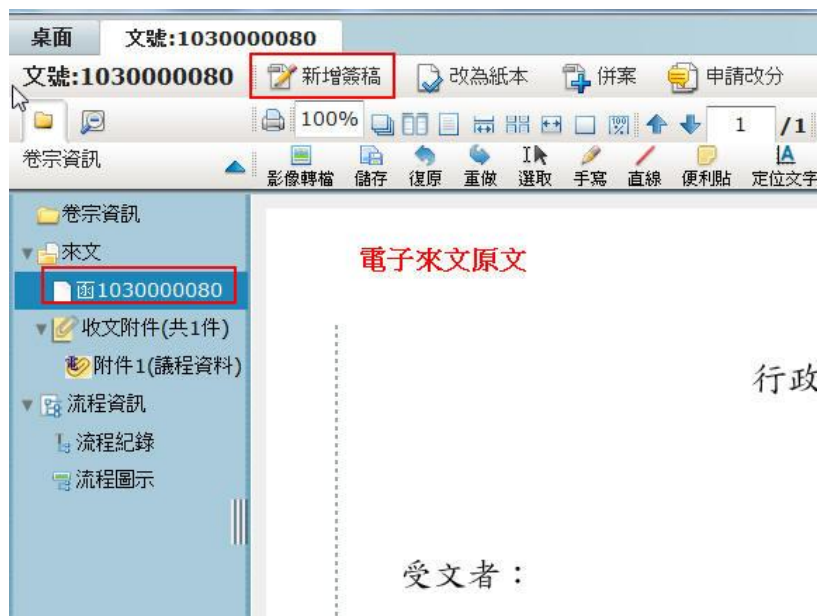 桌面 文號:1030000080
文號:1030000080 新增簽稿 改為紙本 併案 申請改分
100% 1 /1
卷宗資訊 影像轉檔 儲存 復原 重做 選取 手寫 直線 便利貼 定位文字
卷宗資訊
來文
電子來文原文
函1030000080
收文附件(共1件)
附件1(議程資料)
行政
流程資訊
流程紀錄
流程圖示
受文者：